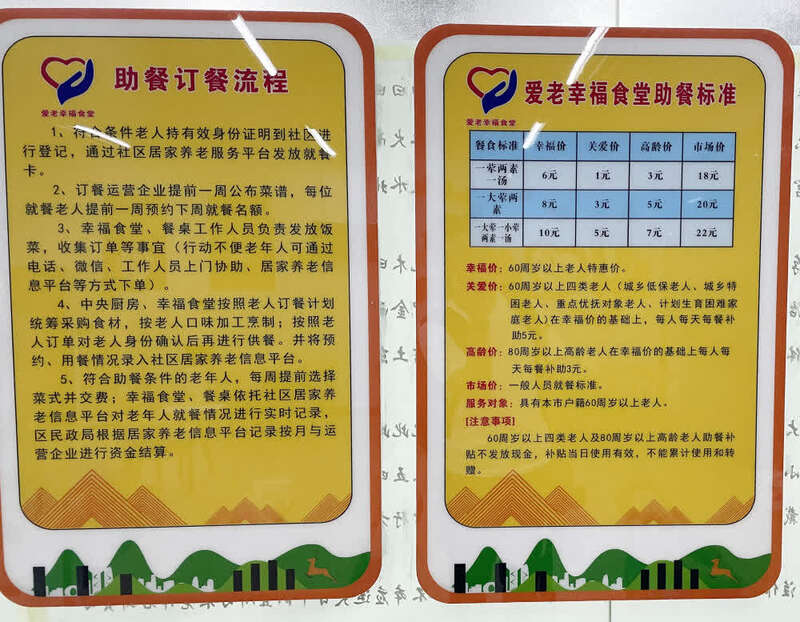 爱老幸福食堂
助餐订餐流程
1、符合条件老人持有效身份证明到社区进
行登记，通过社区居家养老服务平台发放就餐
卡。
2、订餐运营企业提前一周公布菜谱，每位
就餐老人提前一周预约下周就餐名额。
3、幸福食堂、餐桌工作人员负责发放饭
菜，收集订单等事宜（行动不便老年人可通过
电话、微信、工作人员上门协助、居家养老信
息平台等方式下单）。
4、中央厨房、幸福食堂按照老人订餐计划
统筹采购食材，按老人口味加工烹制；按照老
人订单对老人身份确认后再进行供餐。并将预
约、用餐情况录入社区居家养老信息平台。
5、符合助餐条件的老年人，每周提前选择
菜式并交费；幸福食堂、餐桌依托社区居家养
老信息平台对老年人就餐情况进行实时记录，
区民政局根据居家养老信息平台记录按月与运
营企业进行资金结算。
爱老幸福食堂
爱老幸福食堂助餐标准
餐食标准 幸福价 关爱价 高龄价 市场价
一荤两素
一汤 6元 1元 3元 18元
一大荤两
素 8元 3元 5元 20元
一大荤一小荤
两素一汤 10元 5元 7元 22元
幸福价：60周岁以上老人特惠价。
关爱价：60周岁以上四类老人（城乡低保老人、城乡特
困老人、重点优抚对象老人、计划生育困难家
庭老人)在幸福价的基础上，每人每天每餐补
助5元。
高龄价：80周岁以上高龄老人在幸福价的基础上每人每
天每餐补助3元。
市场价：一般人员就餐标准。
服务对象：具有本市户籍60周岁以上老人。
[注意事项]
60周岁以上四类老人及80周岁以上高龄老人助餐补
贴不发放现金，补贴当日使用有效，不能累计使用和转
赠。